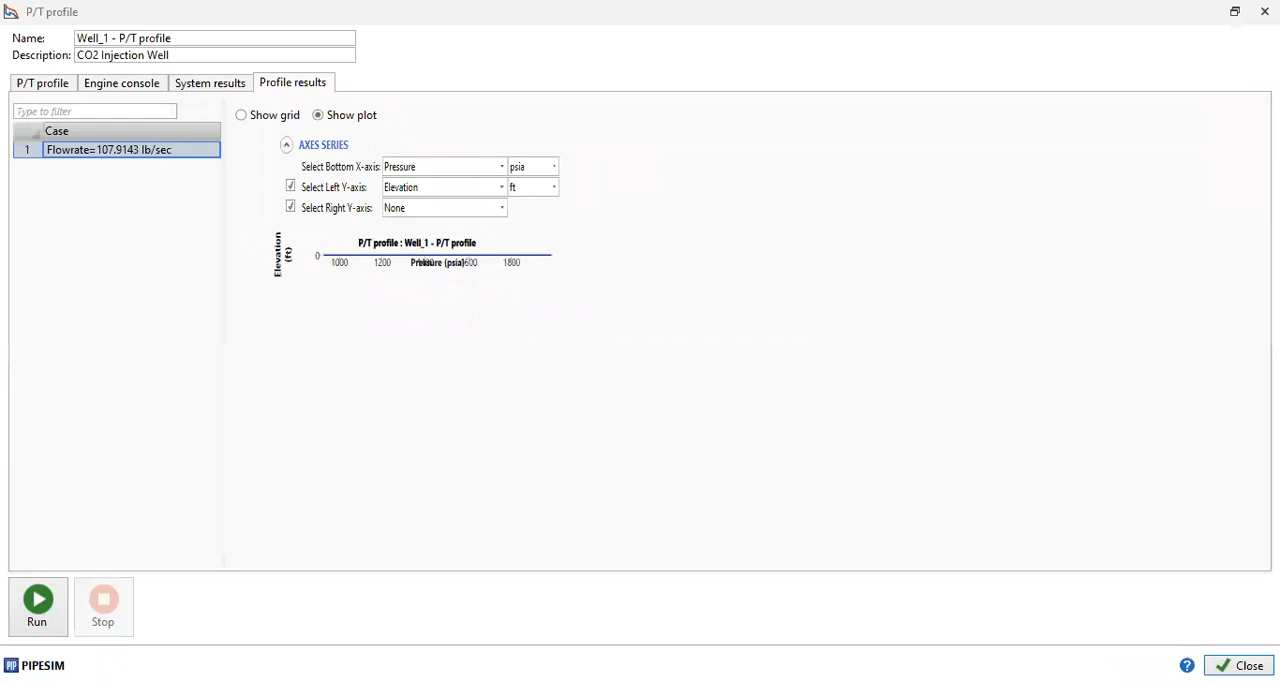 P/T profile
Name: Well_1 - P/T profile
Description: CO2 Injection Well
P/T profile Engine console System results Profile results
Type to filter
Show grid Show plot
Case
1 Flowrate=107.9143 lb/sec
AXES SERIES
Select Bottom X-axis: Pressure psia
Select Left Y-axis: Elevation ft
Select Right Y-axis: None
P/T profile : Well_1 - P/T profile
Elevation
(ft)
0
1000 1200 1800
Pressure (psia)
Run Stop
PIP PIPESIM ? Close